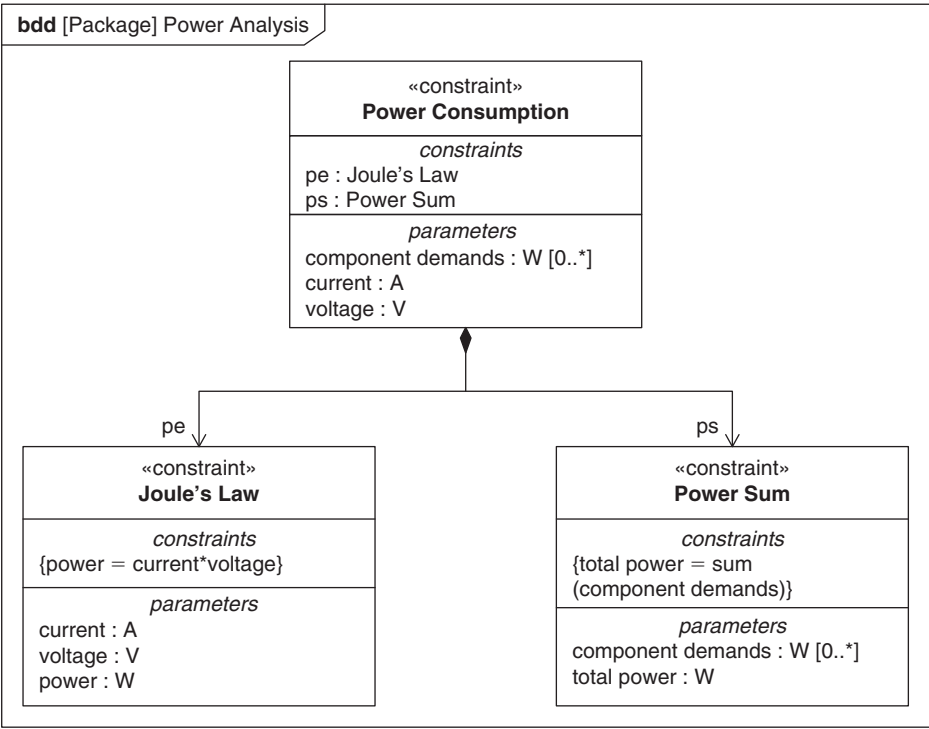 bdd [Package] Power Analysis
«constraint»
Power Consumption
constraints
pe : Joule's Law
ps : Power Sum
parameters
component demands : W [0..*]
current : A
voltage : V
pe
ps
«constraint»
Joule's Law
constraints
{power = current*voltage}
parameters
current : A
voltage : V
power : W
«constraint»
Power Sum
constraints
{total power = sum
(component demands)}
parameters
component demands : W [0..*]
total power : W